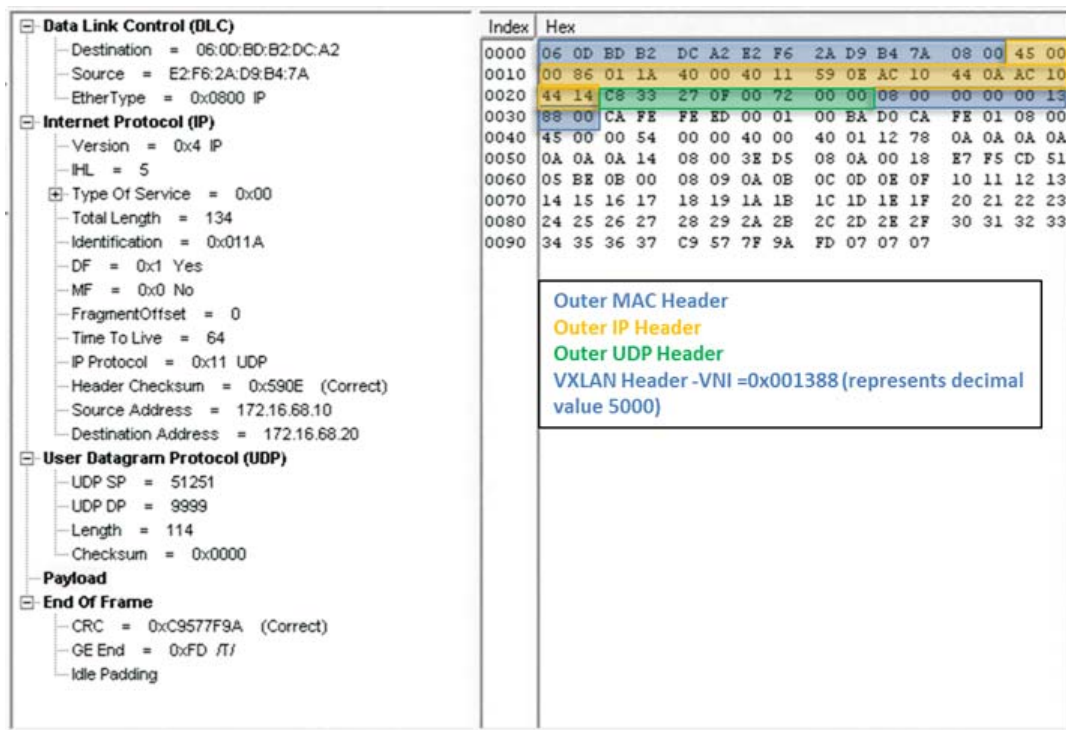 Data Link Control (DLC)
Destination = 06:0D:BD:B2:DC:A2
Source = E2:F6:2A:D9:B4:7A
EtherType = 0x0800 IP
Internet Protocol (IP)
Version = 0x4 IP
IHL = 5
Type Of Service = 0x00
Total Length = 134
Identification = 0x011A
DF = 0x1 Yes
MF = 0x0 No
FragmentOffset = 0
Time To Live = 64
IP Protocol = 0x11 UDP
Header Checksum = 0x590E (Correct)
Source Address = 172.16.68.10
Destination Address = 172.16.68.20
User Datagram Protocol (UDP)
UDP SP = 51251
UDP DP = 9999
Length = 114
Checksum = 0x0000
Payload
End Of Frame
CRC = 0xC9577F9A (Correct)
GE End = 0xFD /T/
Idle Padding
Index Hex
0000 06 0D BD B2 DC A2 E2 F6 2A D9 B4 7A 08 00 45 00
0010 00 86 01 1A 40 00 40 11 59 0E AC 10 44 0A AC 10
0020 44 14 C8 33 27 0F 00 72 00 00 08 00 00 00 00 13
0030 88 00 CA FE FE ED 00 01 00 BA D0 CA FE 01 08 00
0040 45 00 00 54 00 00 40 00 40 01 12 78 0A 0A 0A 0A
0050 0A 0A 0A 14 08 00 3E D5 08 0A 00 18 E7 F5 CD 51
0060 05 BE 0B 00 08 09 0A 0B 0C 0D 0E 0F 10 11 12 13
0070 14 15 16 17 18 19 1A 1B 1C 1D 1E 1F 20 21 22 23
0080 24 25 26 27 28 29 2A 2B 2C 2D 2E 2F 30 31 32 33
0090 34 35 36 37 C9 57 7F 9A FD 07 07 07
Outer MAC Header
Outer IP Header
Outer UDP Header
VXLAN Header -VNI =0x001388 (represents decimal
value 5000)